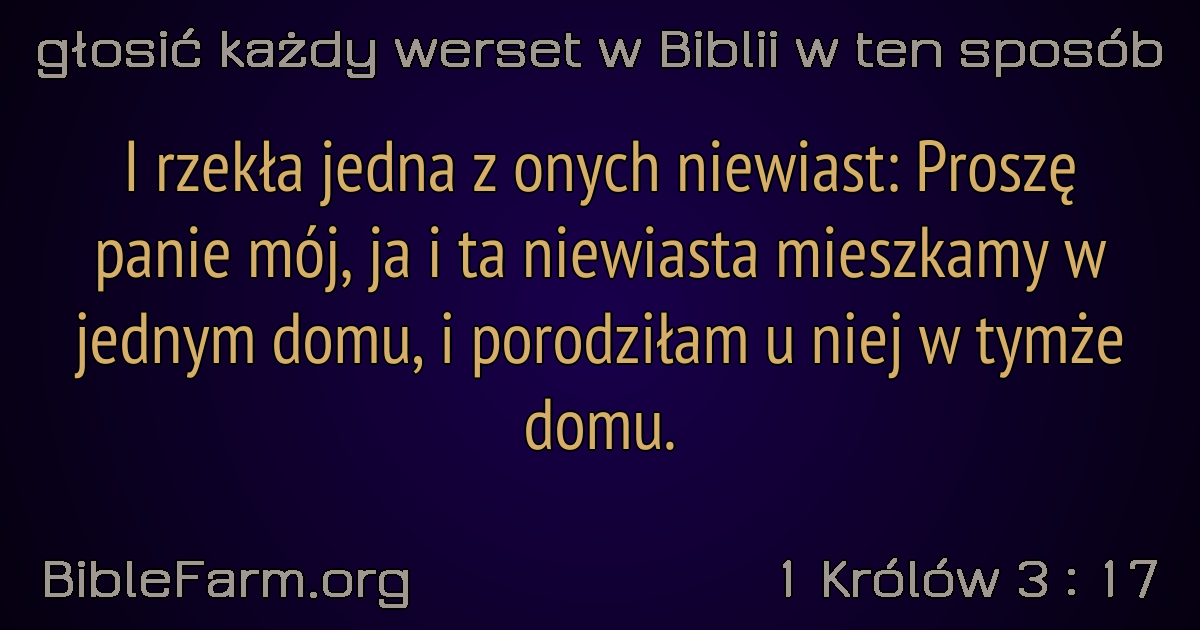 głosić każdy werset w Biblii w ten sposób
I rzekła jedna z onych niewiast: Proszę
panie mój, ja i ta niewiasta mieszkamy w
jednym domu, i porodziłam u niej w tymże
domu.
BibleFarm.org
1 Królów 3 : 17